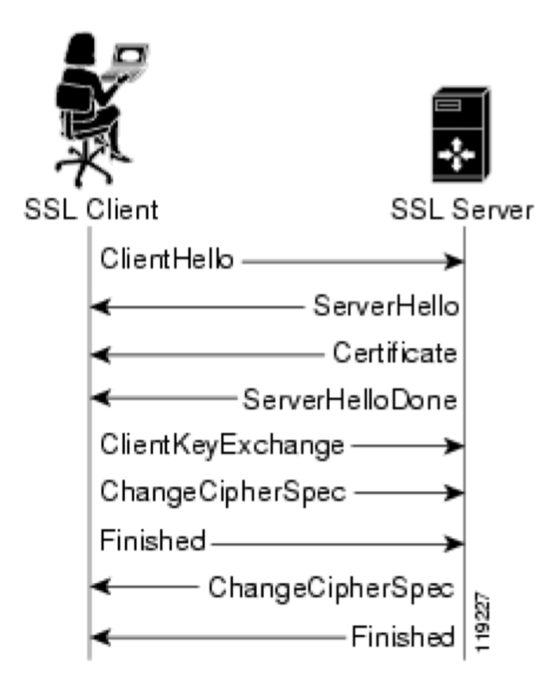 SSL Client
SSL Server
ClientHello
ServerHello
Certificate
ServerHelloDone
ClientKeyExchange
ChangeCipherSpec
Finished
ChangeCipherSpec
Finished
119227